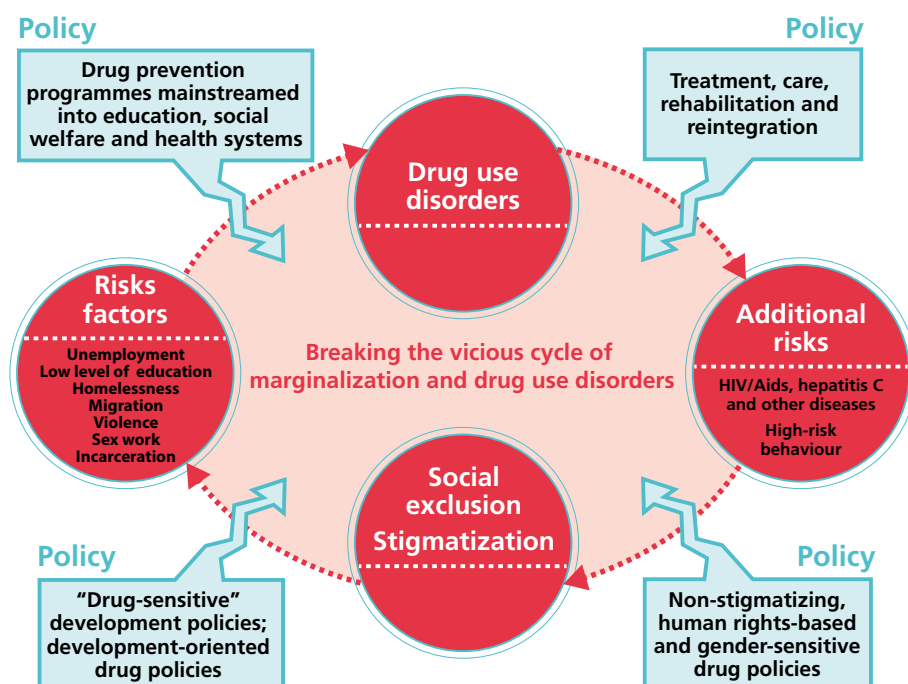 Policy
Drug prevention
programmes mainstreamed
into education, social
welfare and health systems
Policy
Treatment, care,
rehabilitation and
reintegration
Drug use
disorders
Risks
factors
Unemployment
Low level of education
Homelessness
Migration
Violence
Sex work
Incarceration
Breaking the vicious cycle of
marginalization and drug use disorders
Additional
risks
HIV/Aids, hepatitis C
and other diseases
High-risk
behaviour
Social
exclusion
Stigmatization
Policy
“Drug-sensitive”
development policies;
development-oriented
drug policies
Policy
Non-stigmatizing,
human rights-based
and gender-sensitive
drug policies